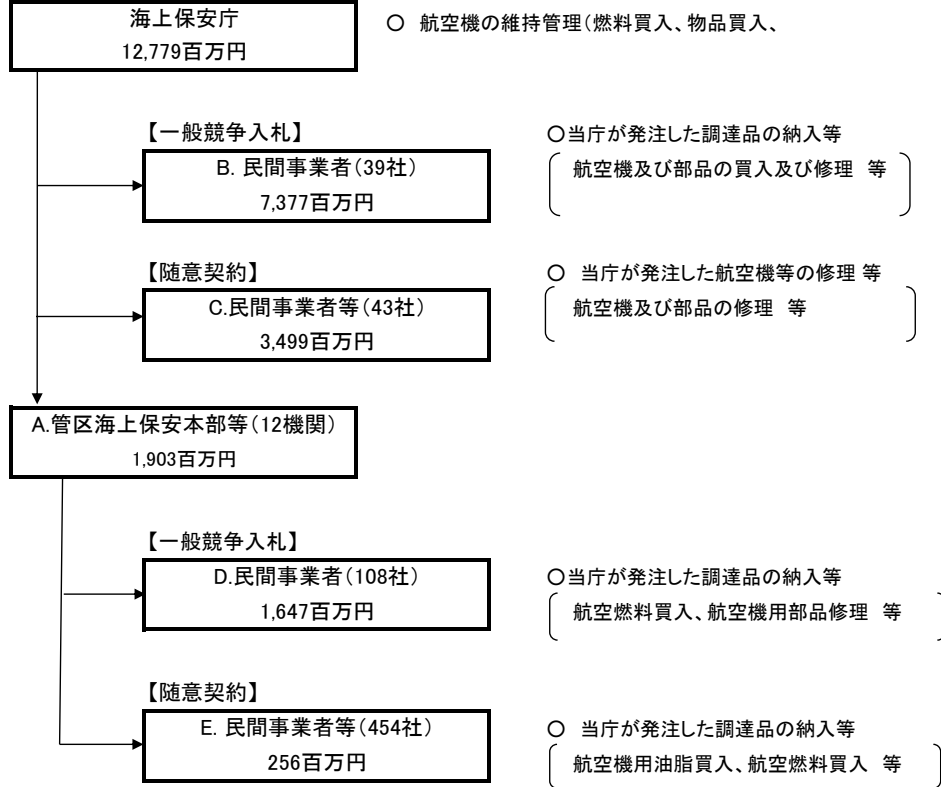 海上保安庁
12,779百万円
○ 航空機の維持管理(燃料買入、物品買入、
【一般競争入札】
B. 民間事業者(39社)
7,377百万円
○当庁が発注した調達品の納入等
航空機及び部品の買入及び修理 等
【随意契約】
C.民間事業者等(43社)
3,499百万円
○ 当庁が発注した航空機等の修理 等
航空機及び部品の修理 等
A.管区海上保安本部等(12機関)
1,903百万円
【一般競争入札】
D.民間事業者(108社)
1,647百万円
○当庁が発注した調達品の納入等
航空燃料買入、航空機用部品修理 等
【随意契約】
E. 民間事業者等(454社)
256百万円
○ 当庁が発注した調達品の納入等
航空機用油脂買入、航空燃料買入 等